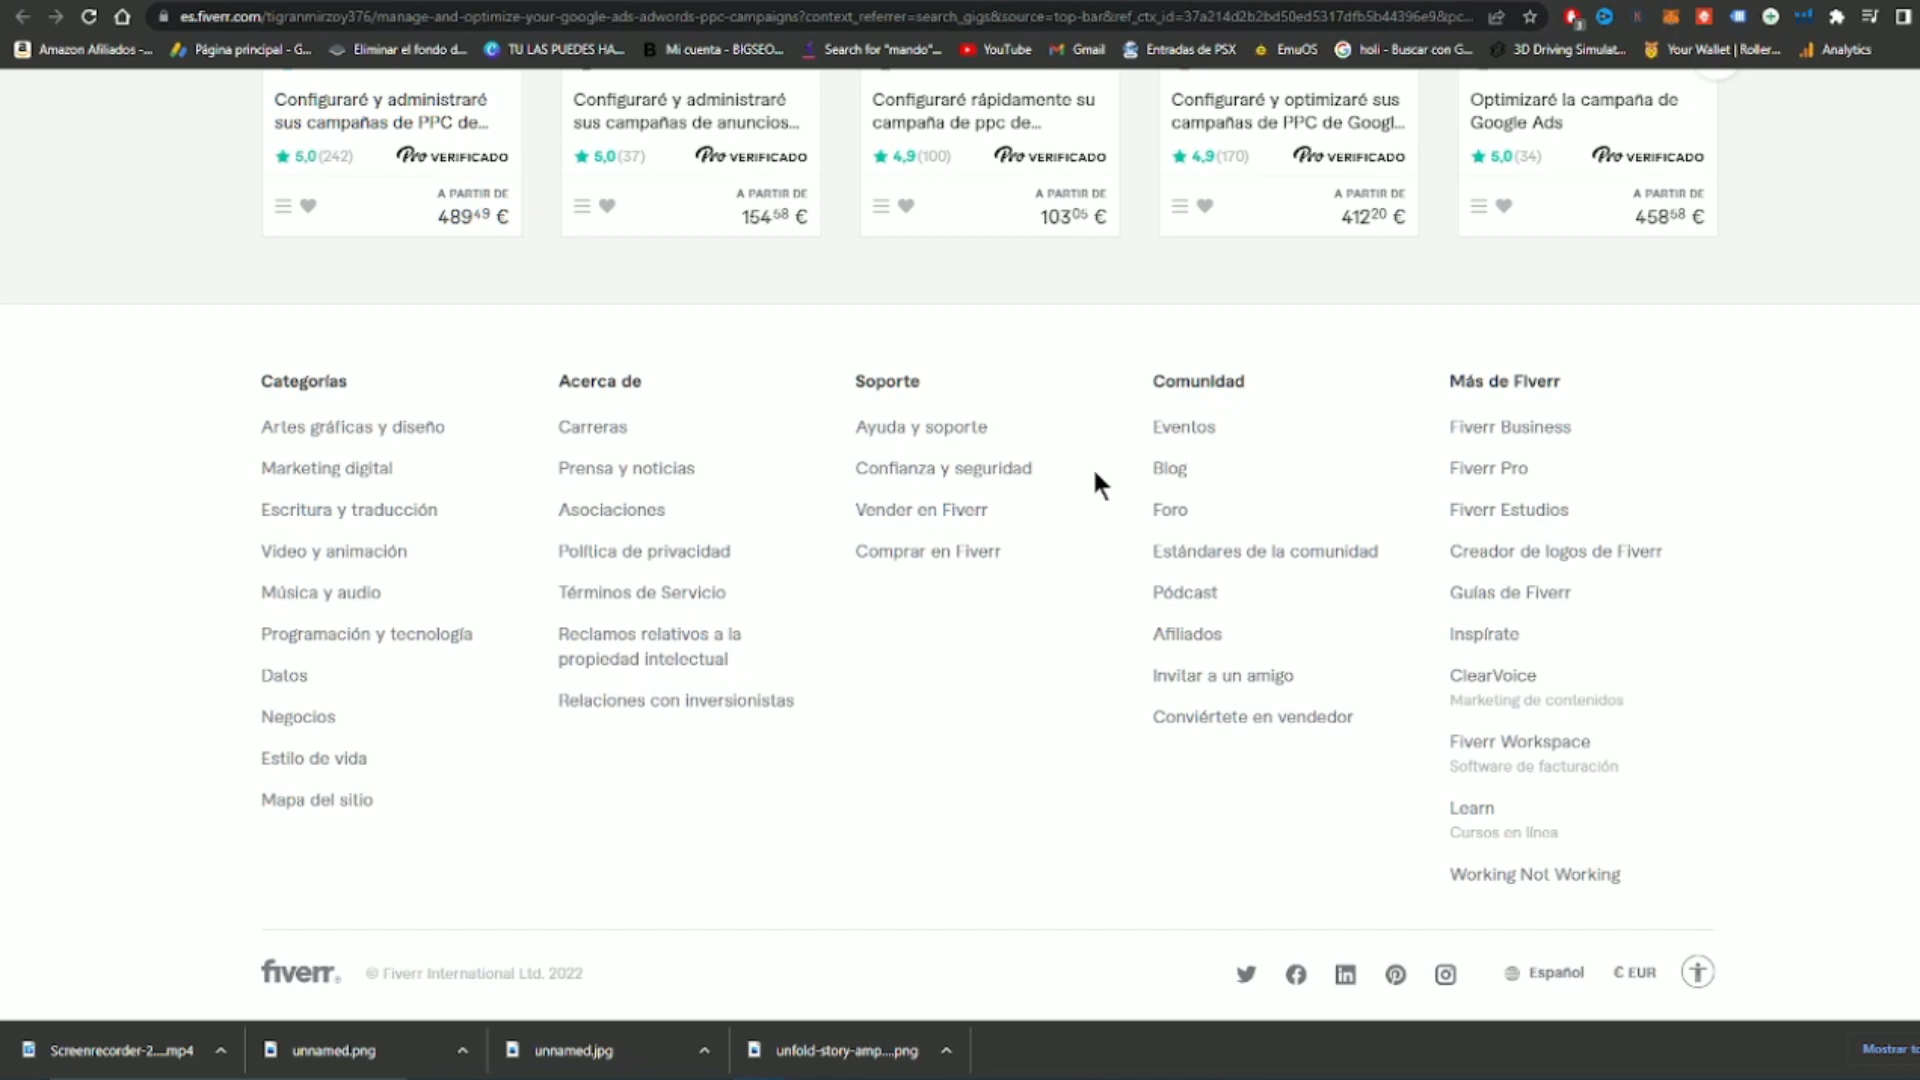 es.fiverr.com/tigranmirzoy376/manage-and-optimize-your-google-ads-adwords-ppc-campaigns?context_referrer=search_gigs&source=top-bar&ref_ctx_id=37a214d2b2bd50ed5317dfb5b44396e9&pc...
Amazon Afiliados -... Página principal - G... Eliminar el fondo d... TU LAS PUEDES HA... Mi cuenta - BIGSEO... Search for "mando"... YouTube Gmail Entradas de PSX EmuOS holi - Buscar con G... 3D Driving Simulat... Your Wallet | Roller... Analytics
Configuraré y administraré
sus campañas de PPC de...
5,0 (242) Pro VERIFICADO
A PARTIR DE
489⁴⁹ €
Configuraré y administraré
sus campañas de anuncios...
5,0 (37) Pro VERIFICADO
A PARTIR DE
154⁵⁸ €
Configuraré rápidamente su
campaña de ppc de...
4,9 (100) Pro VERIFICADO
A PARTIR DE
103⁰⁵ €
Configuraré y optimizaré sus
campañas de PPC de Googl...
4,9 (170) Pro VERIFICADO
A PARTIR DE
412²⁰ €
Optimizaré la campaña de
Google Ads
5,0 (34) Pro VERIFICADO
A PARTIR DE
458⁵⁸ €
Categorías
Artes gráficas y diseño
Marketing digital
Escritura y traducción
Video y animación
Música y audio
Programación y tecnología
Datos
Negocios
Estilo de vida
Mapa del sitio
Acerca de
Carreras
Prensa y noticias
Asociaciones
Política de privacidad
Términos de Servicio
Reclamos relativos a la
propiedad intelectual
Relaciones con inversionistas
Soporte
Ayuda y soporte
Confianza y seguridad
Vender en Fiverr
Comprar en Fiverr
Comunidad
Eventos
Blog
Foro
Estándares de la comunidad
Pódcast
Afiliados
Invitar a un amigo
Conviértete en vendedor
Más de Fiverr
Fiverr Business
Fiverr Pro
Fiverr Estudios
Creador de logos de Fiverr
Guías de Fiverr
Inspírate
ClearVoice
Marketing de contenidos
Fiverr Workspace
Software de facturación
Learn
Cursos en línea
Working Not Working
fiverr. © Fiverr International Ltd. 2022 Español € EUR
Screenrecorder-2....mp4 unnamed.png unnamed.jpg unfold-story-amp....png Mostrar to